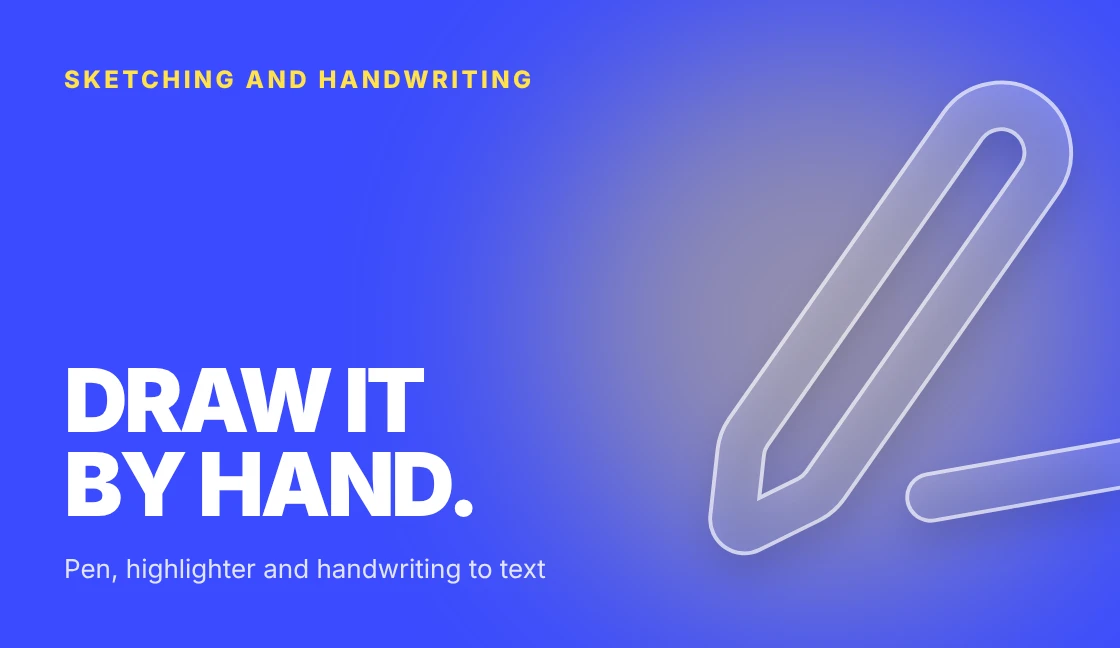 SKETCHING AND HANDWRITING
DRAW IT
BY HAND.
Pen, highlighter and handwriting to text